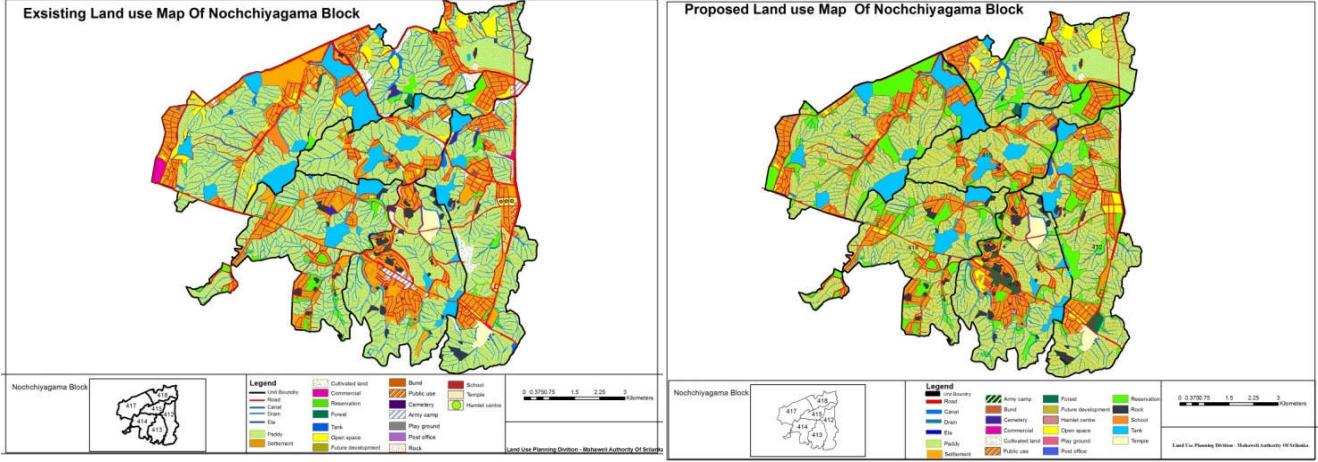 Exsisting Land use Map Of Nochchiyagama Block
Nochchiyagama Block
417
418
415
412
414
413
Legend
Unit Boundry
Road
Canal
Drain
Ela
Paddy
Settlement
Cultivated land
Commercial
Reservation
Forest
Tank
Open space
Future development
Bund
Public use
Cemetery
Army camp
Play ground
Post office
Rock
School
Temple
Hamlet centre
0 0.375 0.75 1.5 2.25 3
Kilometers
Land Use Planning Divition - Mahaweli Authority Of Srilanka
Proposed Land use Map Of Nochchiyagama Block
414
412
Nochchiyagama Block
417
418
415
412
414
413
Legend
Unit Boundry
Road
Canal
Drain
Ela
Paddy
Settlement
Army camp
Bund
Cemetery
Commercial
Cultivated land
Public use
Forest
Future development
Hamlet centre
Open space
Play ground
Post office
Reservation
Rock
School
Tank
Temple
0 0.375 0.75 1.5 2.25 3
Kilometers
Land Use Planning Division - Mahaweli Authority Of Srilanka